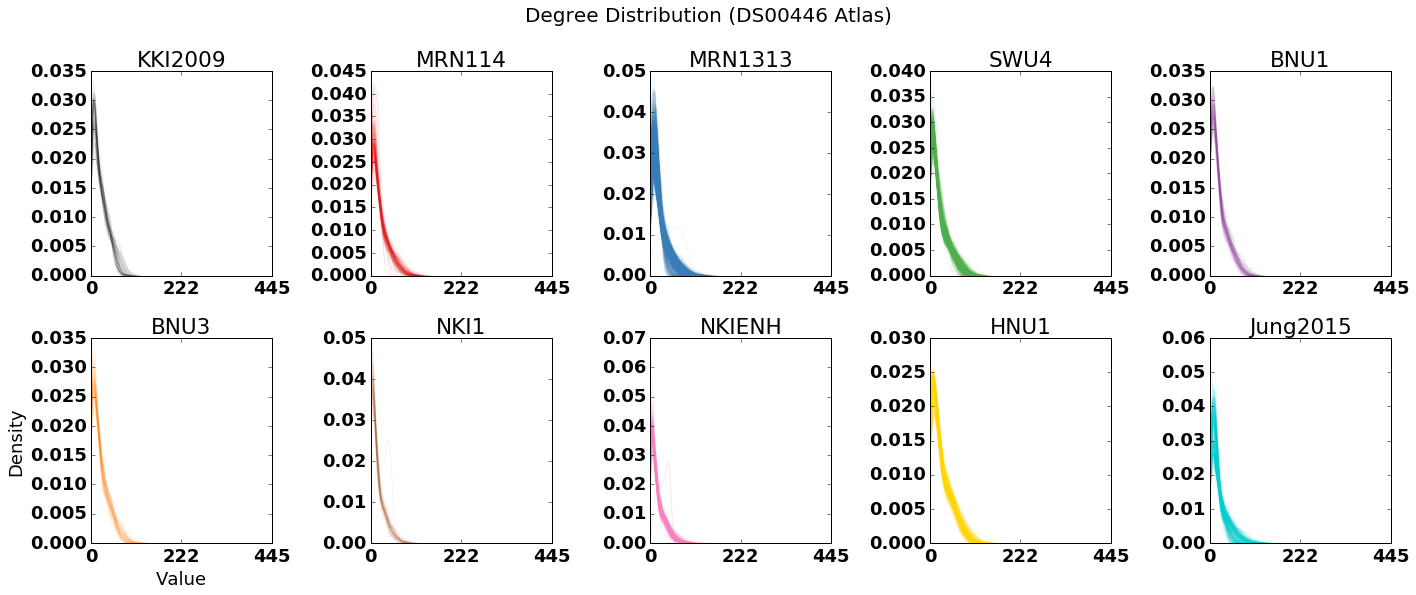 Degree Distribution (DS00446 Atlas)
KKI2009 MRN114 MRN1313 SWU4 BNU1
0.035 0.045 0.05 0.040 0.035
0.030 0.040 0.04 0.035 0.030
0.025 0.035 0.03 0.030 0.025
0.020 0.030 0.02 0.025 0.020
0.015 0.025 0.01 0.020 0.015
0.010 0.020 0.00 0.015 0.010
0.005 0.015 0.010 0.005
0.000 0.010 0.005 0.000
0.005 0.000
0.000
0 222 445 0 222 445 0 222 445 0 222 445 0 222 445
BNU3 NKI1 NKIENH HNU1 Jung2015
0.035 0.05 0.07 0.030 0.06
0.030 0.04 0.06 0.025 0.05
0.025 0.03 0.05 0.020 0.04
0.020 0.02 0.04 0.015 0.03
0.015 0.01 0.03 0.010 0.02
0.010 0.00 0.02 0.005 0.01
0.005 0.01 0.000 0.00
0.000 0.00
0 222 445 0 222 445 0 222 445 0 222 445 0 222 445
Density
Value